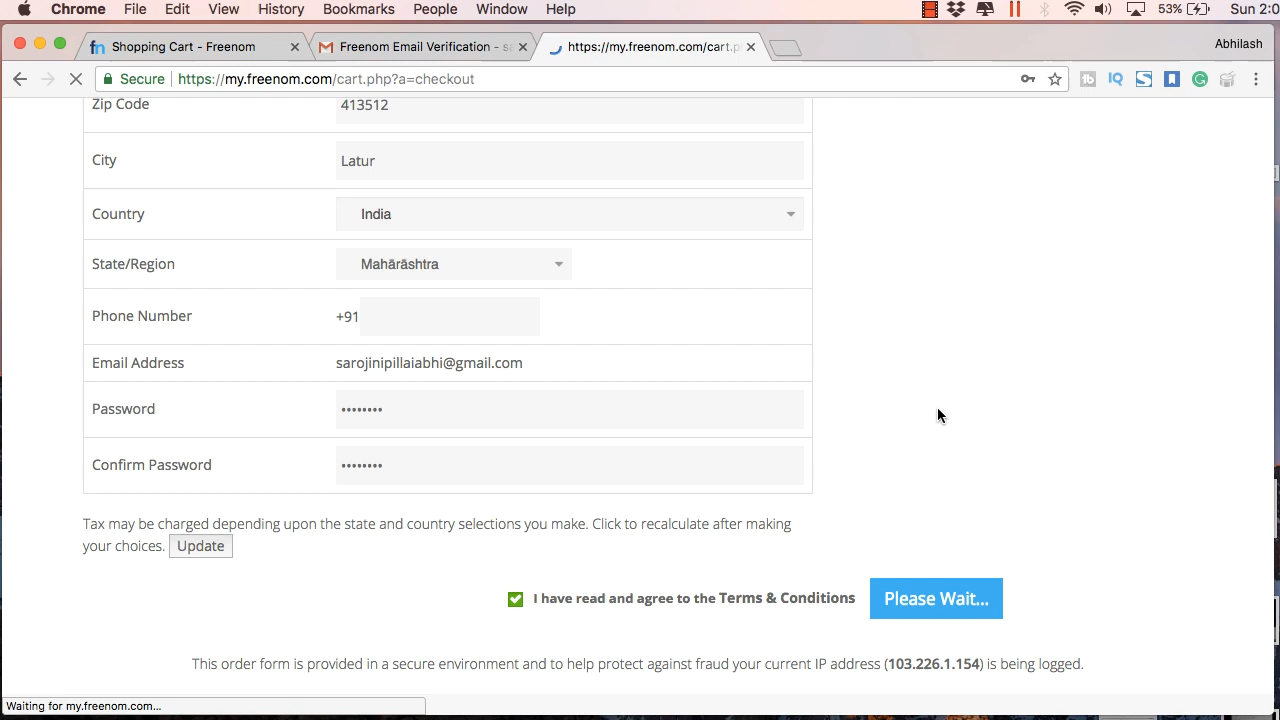 Chrome File Edit View History Bookmarks People Window Help 53% Sun 2:0
Shopping Cart - Freenom Freenom Email Verification - sa https://my.freenom.com/cart.p Abhilash
Secure https://my.freenom.com/cart.php?a=checkout
Zip Code 413512
City Latur
Country India
State/Region Mahārāshtra
Phone Number +91
Email Address sarojinipillaiabhi@gmail.com
Password ••••••••
Confirm Password ••••••••
Tax may be charged depending upon the state and country selections you make. Click to recalculate after making
your choices. Update
I have read and agree to the Terms & Conditions Please Wait...
This order form is provided in a secure environment and to help protect against fraud your current IP address (103.226.1.154) is being logged.
Waiting for my.freenom.com...